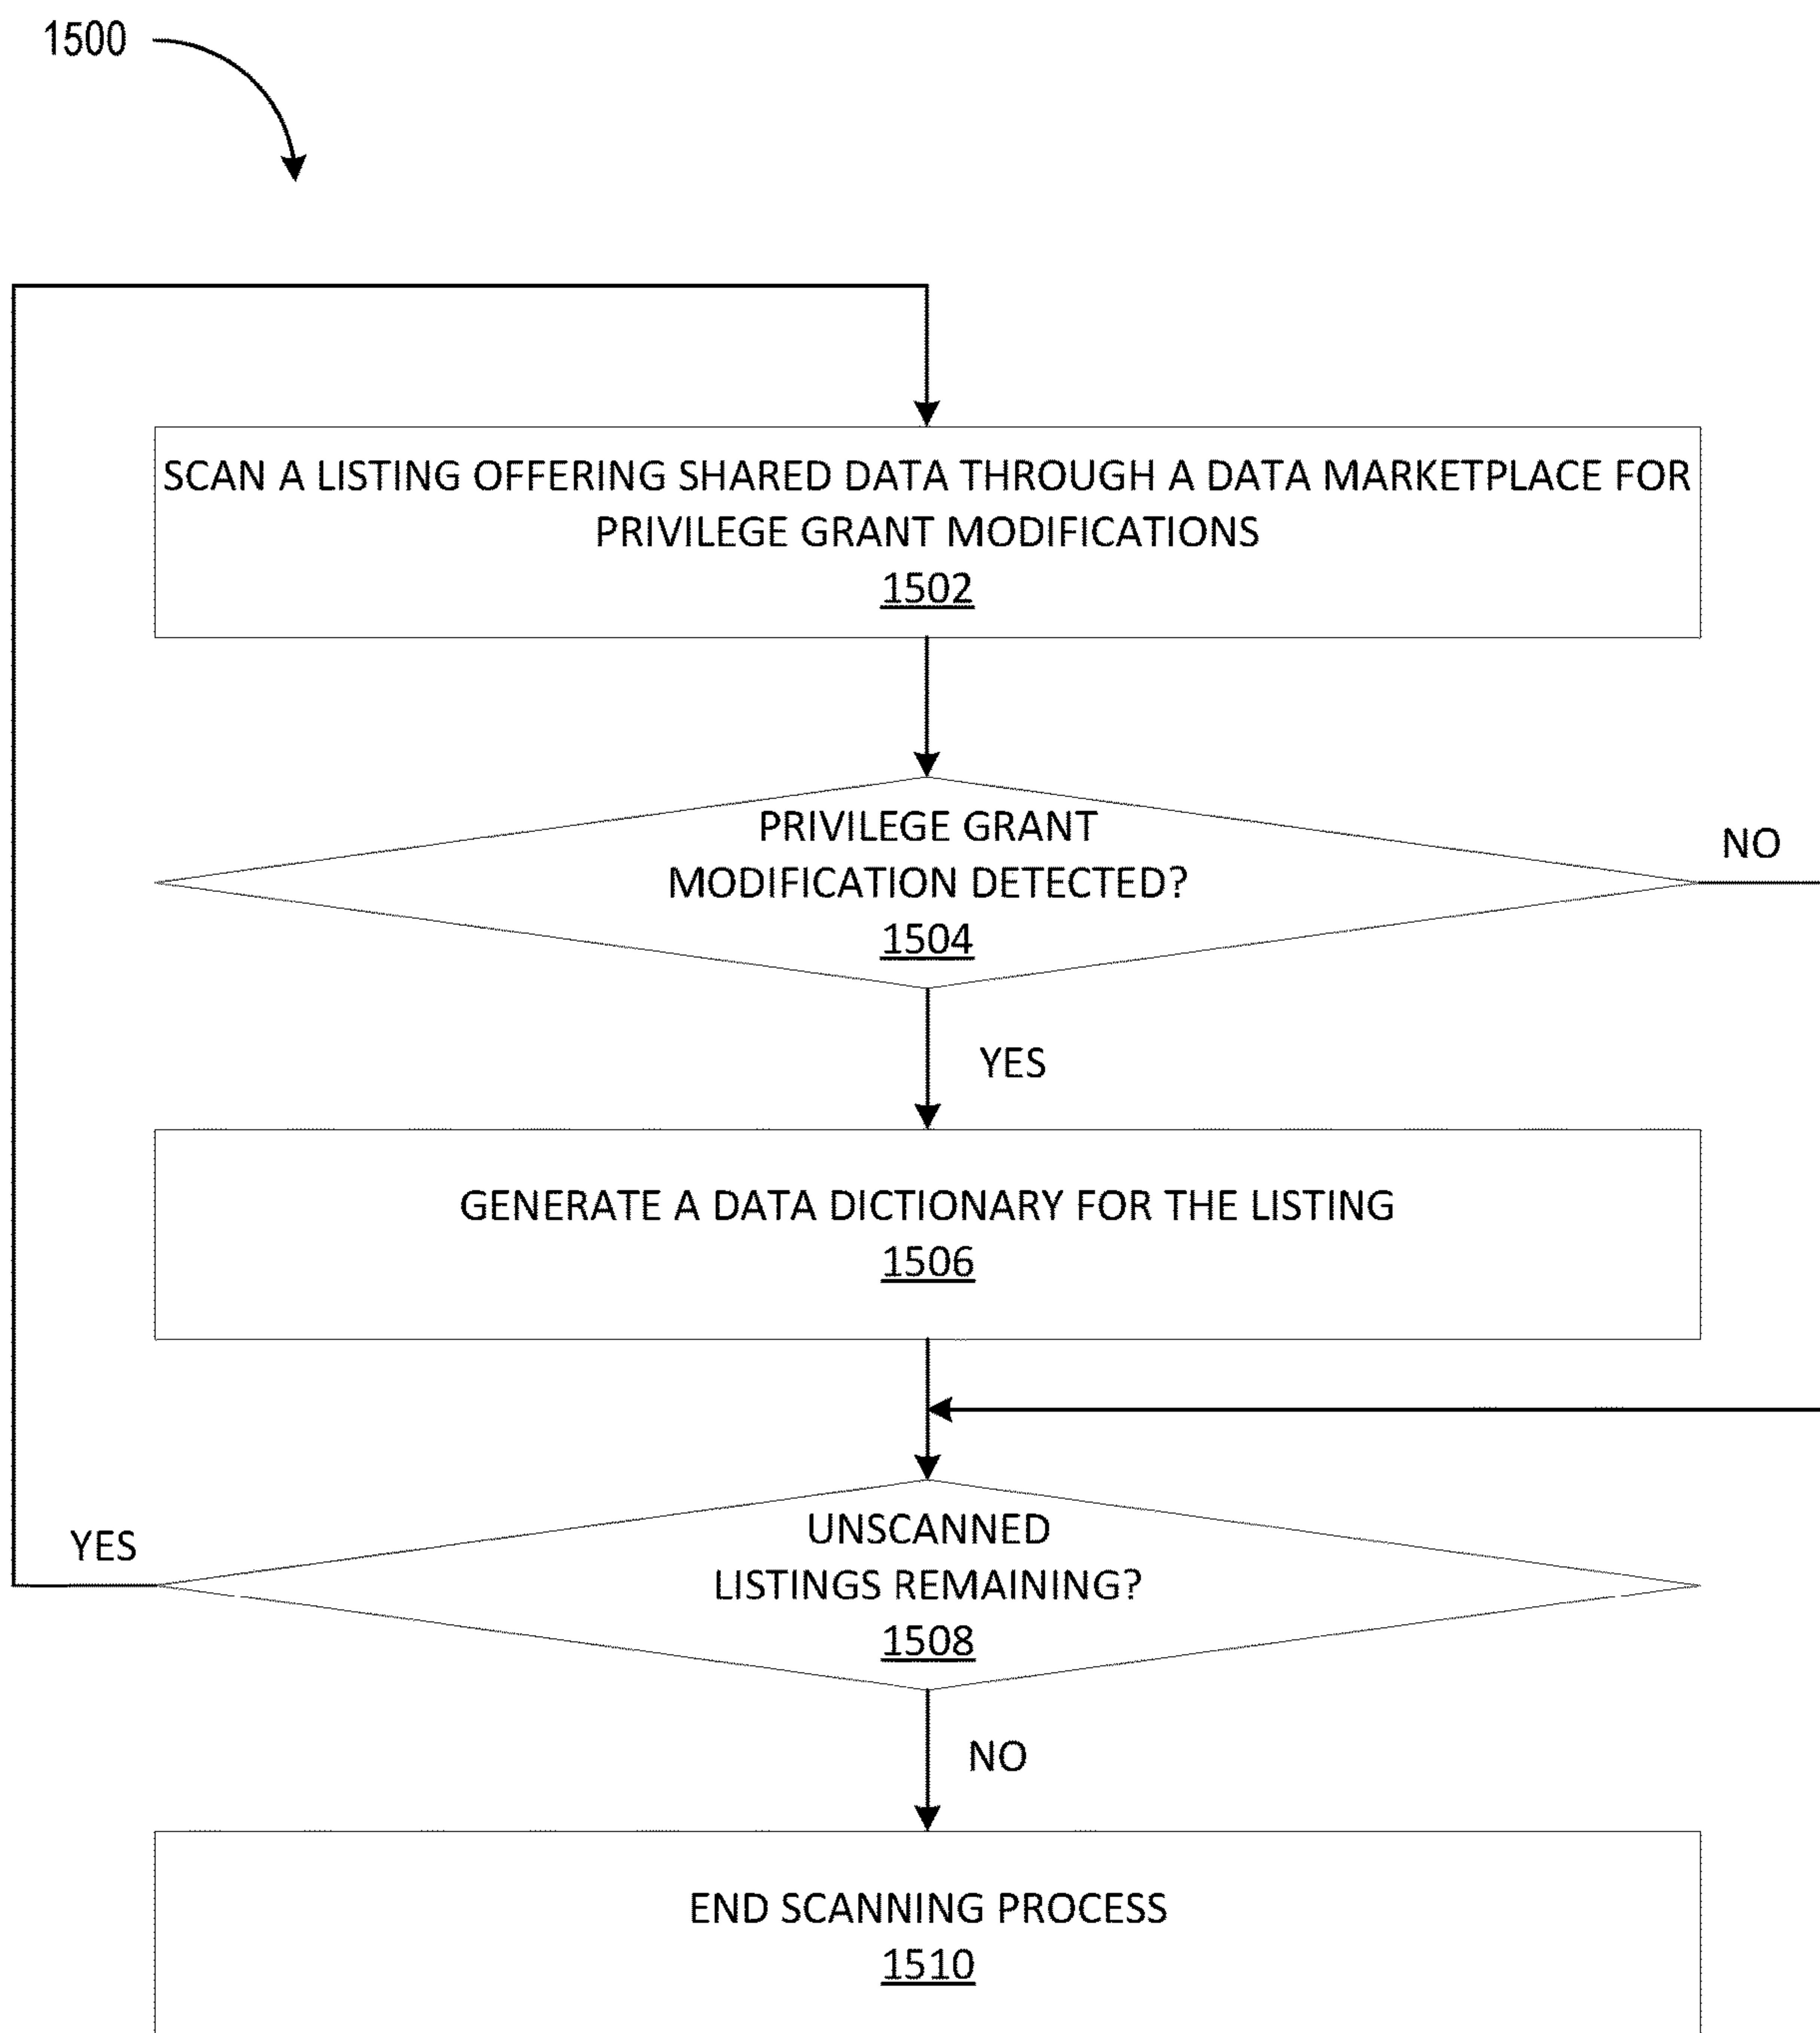 1500
SCAN A LISTING OFFERING SHARED DATA THROUGH A DATA MARKETPLACE FOR
PRIVILEGE GRANT MODIFICATIONS
1502
PRIVILEGE GRANT
MODIFICATION DETECTED?
1504
NO
YES
GENERATE A DATA DICTIONARY FOR THE LISTING
1506
UNSCANNED
LISTINGS REMAINING?
1508
YES
NO
END SCANNING PROCESS
1510